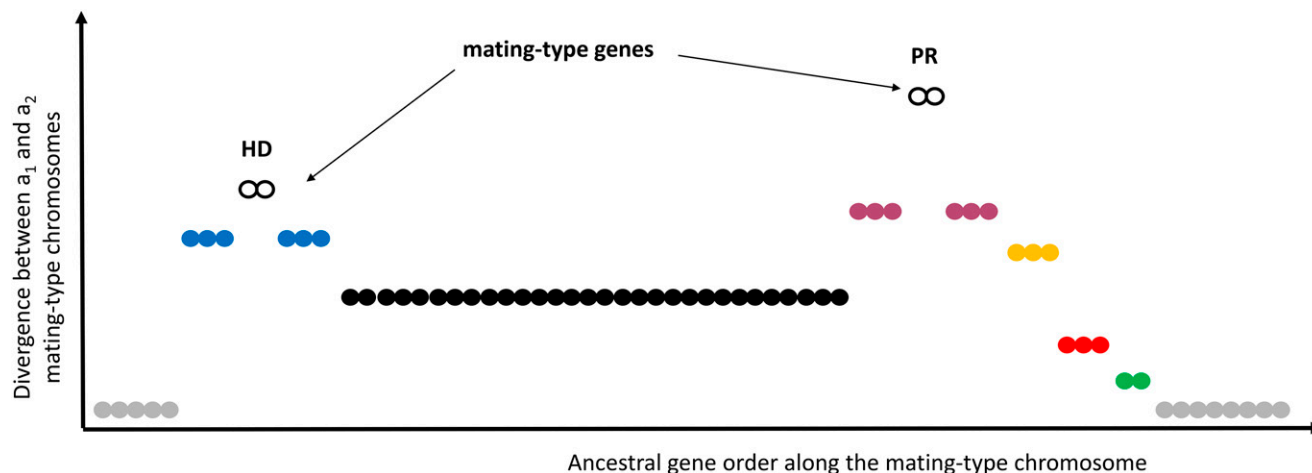 mating-type genes
PR
HD
Divergence between a₁ and a₂
mating-type chromosomes
Ancestral gene order along the mating-type chromosome